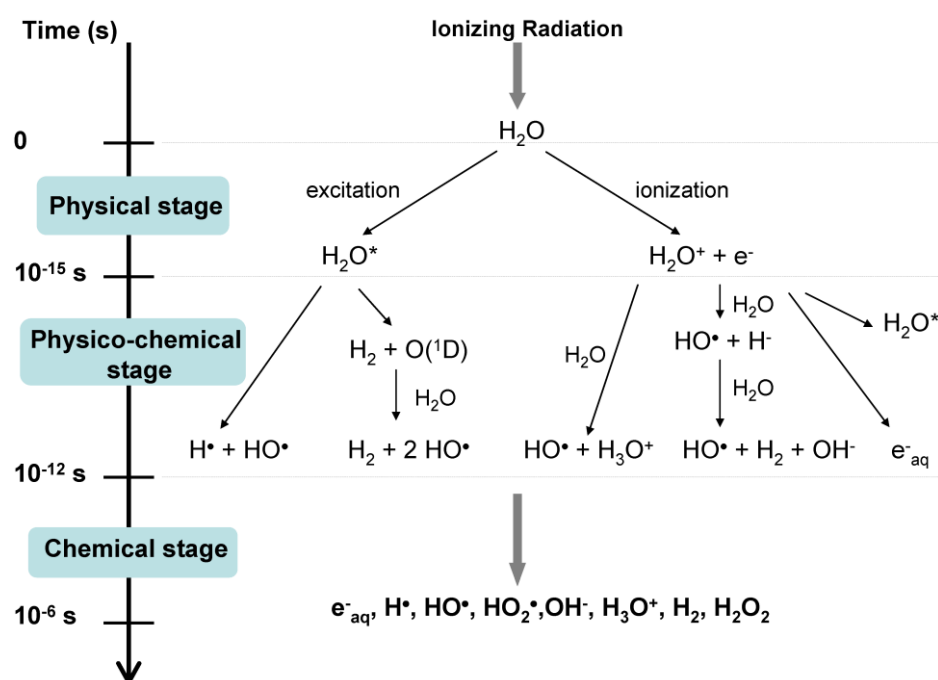 Time (s)
Ionizing Radiation
0
H₂O
excitation
ionization
Physical stage
H₂O*
H₂O⁺ + e⁻
10⁻¹⁵ s
H₂O
H₂O*
Physico-chemical
stage
H₂ + O(¹D)
H₂O
HO• + H⁻
H₂O
H₂O
H• + HO•
H₂ + 2 HO•
HO• + H₃O⁺
HO• + H₂ + OH⁻
e⁻aq
10⁻¹² s
Chemical stage
10⁻⁶ s
e⁻aq, H•, HO•, HO₂•,OH⁻, H₃O⁺, H₂, H₂O₂